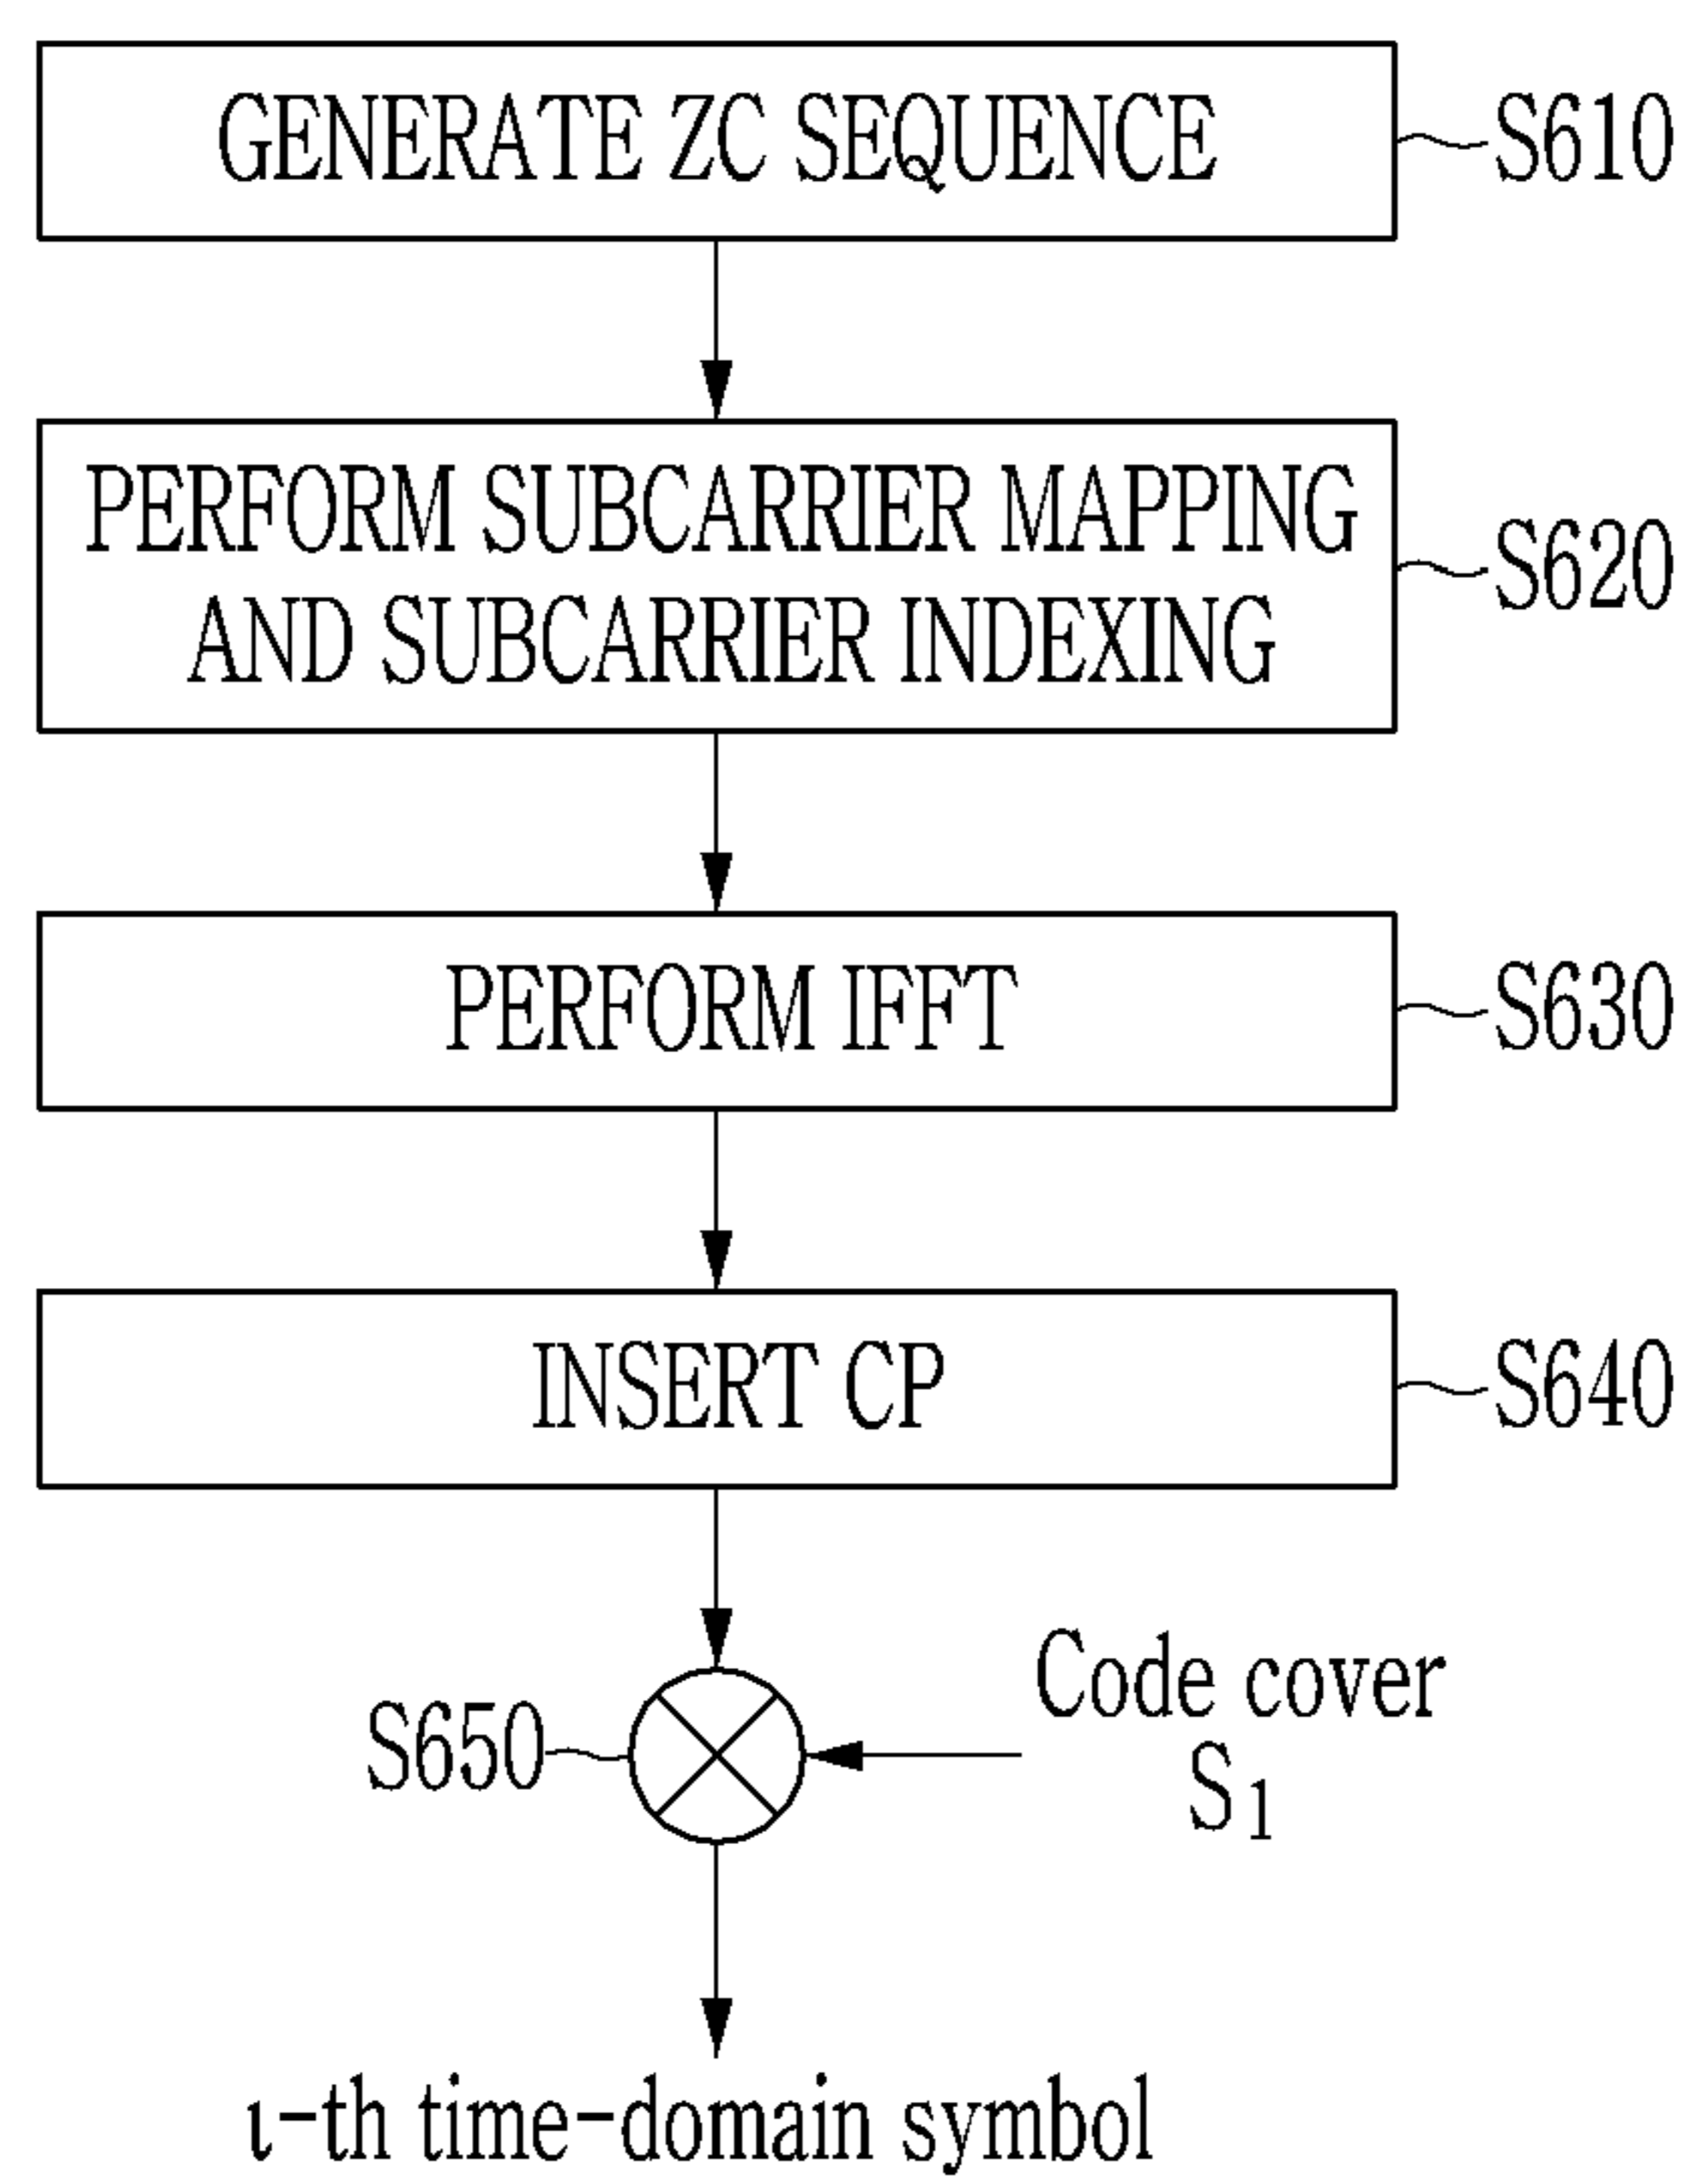 GENERATE ZC SEQUENCE
S610
PERFORM SUBCARRIER MAPPING
AND SUBCARRIER INDEXING
S620
PERFORM IFFT
S630
INSERT CP
S640
S650
Code cover
S1
ι-th time-domain symbol